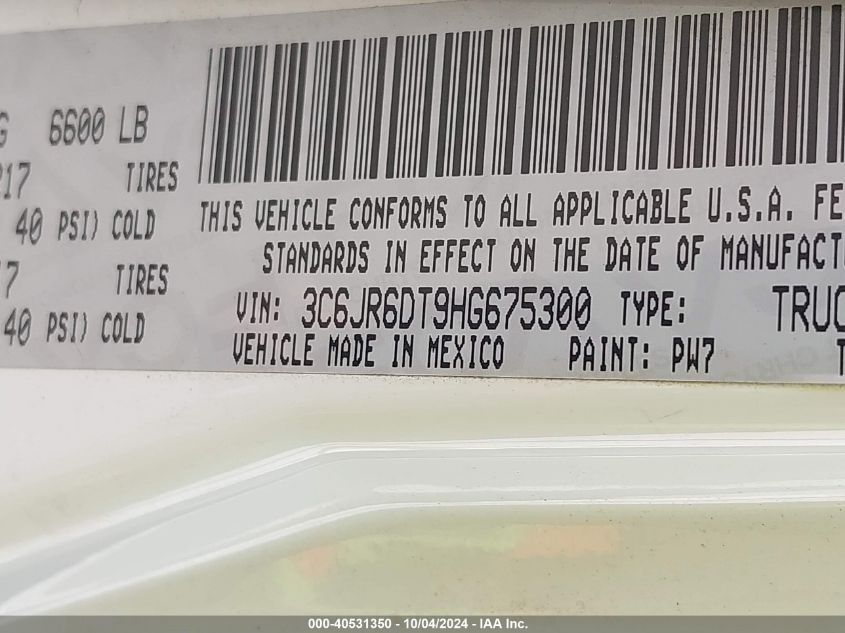 6600 LB
TIRES
40 PSI) COLD
TIRES
40 PSI) COLD
THIS VEHICLE CONFORMS TO ALL APPLICABLE U.S.A.
STANDARDS IN EFFECT ON THE DATE OF
VIN: 3C6JR6DT9HG675300 TYPE:
VEHICLE MADE IN MEXICO PAINT: PW7
000-40531350 - 10/04/2024 - IAA Inc.